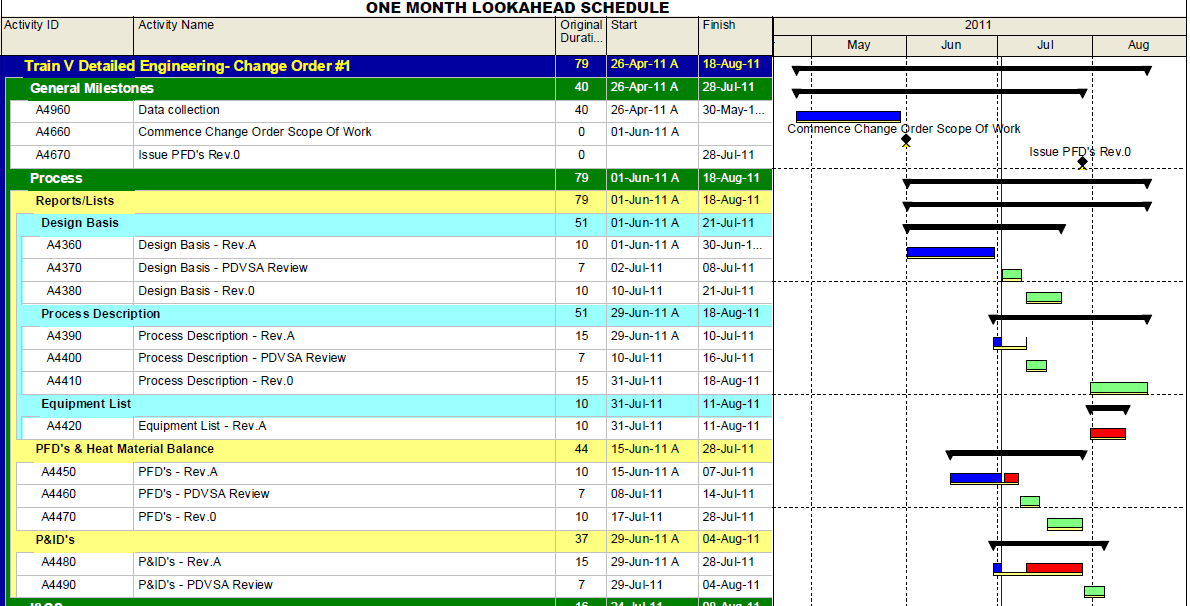 ONE MONTH LOOKAHEAD SCHEDULE
Activity ID Activity Name Original Durati... Start Finish 2011
May Jun Jul Aug
Train V Detailed Engineering- Change Order #1 79 26-Apr-11 A 18-Aug-11
General Milestones 40 26-Apr-11 A 28-Jul-11
A4960 Data collection 40 26-Apr-11 A 30-May-1...
A4660 Commence Change Order Scope Of Work 0 01-Jun-11 A Commence Change Order Scope Of Work
A4670 Issue PFD's Rev.0 0 28-Jul-11 Issue PFD's Rev.0
Process 79 01-Jun-11 A 18-Aug-11
Reports/Lists 79 01-Jun-11 A 18-Aug-11
Design Basis 51 01-Jun-11 A 21-Jul-11
A4360 Design Basis - Rev.A 10 01-Jun-11 A 30-Jun-1...
A4370 Design Basis - PDVSA Review 7 02-Jul-11 08-Jul-11
A4380 Design Basis - Rev.0 10 10-Jul-11 21-Jul-11
Process Description 51 29-Jun-11 A 18-Aug-11
A4390 Process Description - Rev.A 15 29-Jun-11 A 10-Jul-11
A4400 Process Description - PDVSA Review 7 10-Jul-11 16-Jul-11
A4410 Process Description - Rev.0 15 31-Jul-11 18-Aug-11
Equipment List 10 31-Jul-11 11-Aug-11
A4420 Equipment List - Rev.A 10 31-Jul-11 11-Aug-11
PFD's & Heat Material Balance 44 15-Jun-11 A 28-Jul-11
A4450 PFD's - Rev.A 10 15-Jun-11 A 07-Jul-11
A4460 PFD's - PDVSA Review 7 08-Jul-11 14-Jul-11
A4470 PFD's - Rev.0 10 17-Jul-11 28-Jul-11
P&ID's 37 29-Jun-11 A 04-Aug-11
A4480 P&ID's - Rev.A 15 29-Jun-11 A 28-Jul-11
A4490 P&ID's - PDVSA Review 7 29-Jul-11 04-Aug-11